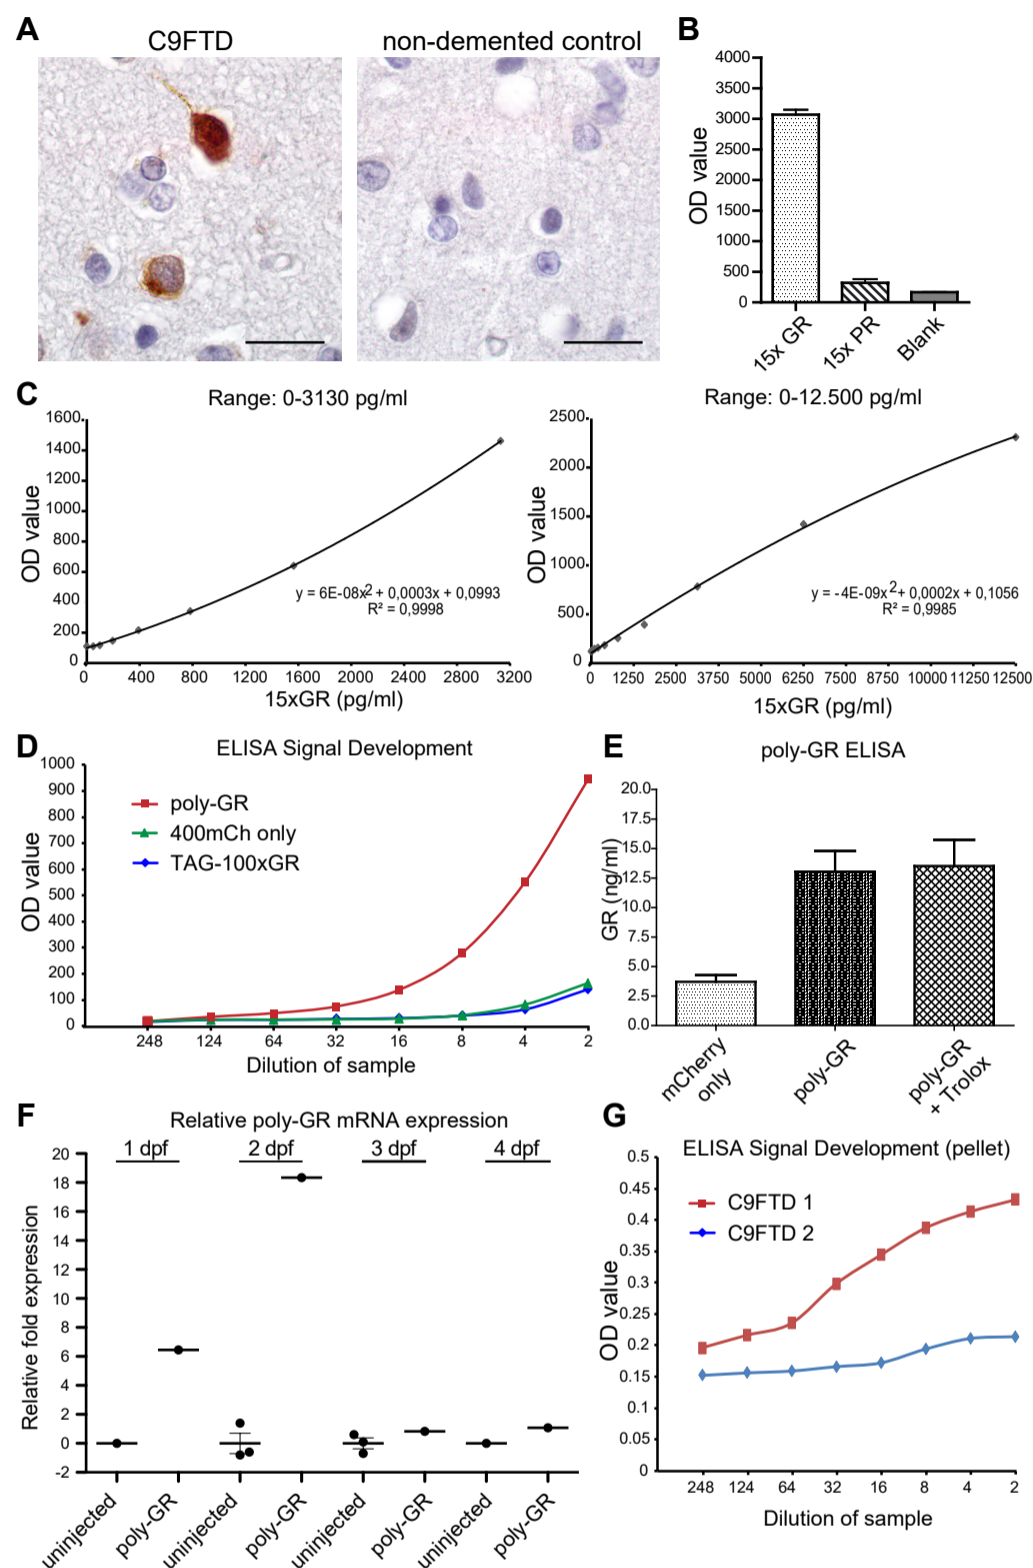 A
C9FTD
non-demented control
B
OD value
4000
3500
3000
2500
2000
1500
1000
500
0
15x GR
15x PR
Blank
C
Range: 0-3130 pg/ml
OD value
1600
1400
1200
1000
800
600
400
200
0
y = 6E-08x2 + 0,0003x + 0,0993
R² = 0,9998
0 400 800 1200 1600 2000 2400 2800 3200
15xGR (pg/ml)
Range: 0-12.500 pg/ml
OD value
2500
2000
1500
1000
500
0
y = -4E-09x2 + 0,0002x + 0,1056
R² = 0,9985
0 1250 2500 3750 5000 6250 7500 8750 10000 11250 12500
15xGR (pg/ml)
D
ELISA Signal Development
OD value
1000
900
800
700
600
500
400
300
200
100
0
poly-GR
400mCh only
TAG-100xGR
248 124 64 32 16 8 4 2
Dilution of sample
E
poly-GR ELISA
GR (ng/ml)
20.0
17.5
15.0
12.5
10.0
7.5
5.0
2.5
0.0
mCherry
only
poly-GR
poly-GR
+ Trolox
F
Relative poly-GR mRNA expression
1 dpf 2 dpf 3 dpf 4 dpf
Relative fold expression
20
18
16
14
12
10
8
6
4
2
0
-2
uninjected
poly-GR
uninjected
poly-GR
uninjected
poly-GR
uninjected
poly-GR
G
ELISA Signal Development (pellet)
OD value
0.5
0.45
0.4
0.35
0.3
0.25
0.2
0.15
0.1
0.05
0
C9FTD 1
C9FTD 2
248 124 64 32 16 8 4 2
Dilution of sample